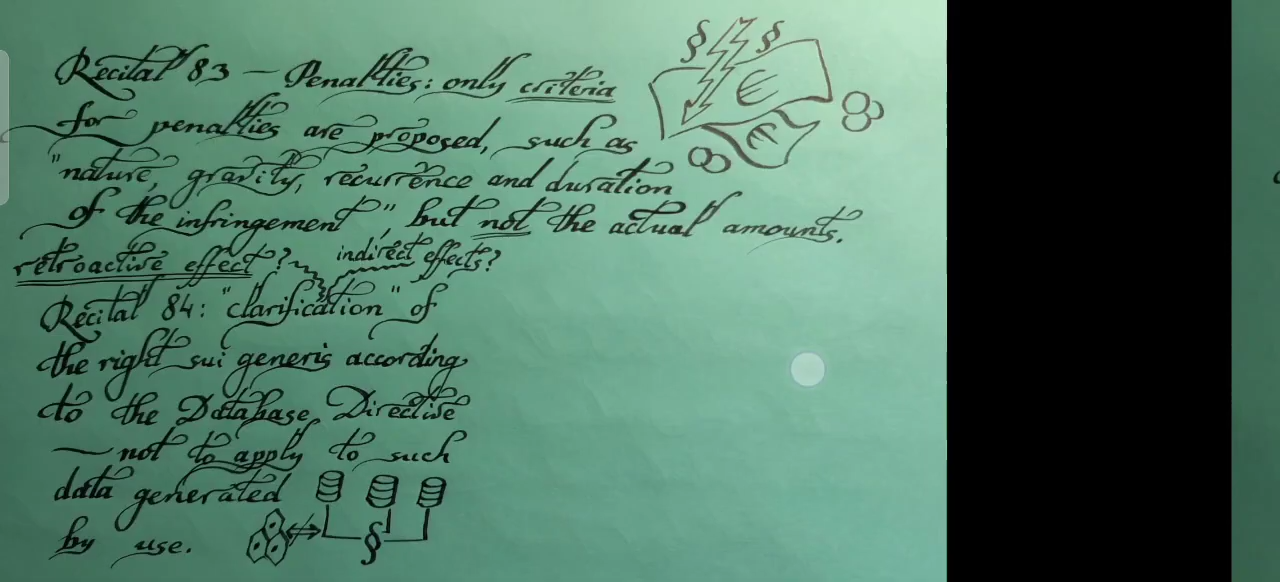 Recital 83 — Penalties: only criteria
for penalties are proposed, such as
"nature, gravity, recurrence and duration
of the infringement", but not the actual amounts.
retroactive effect? indirect effects?
Recital 84: "clarification" of
the right sui generis according
to the Database Directive
— not to apply to such
data generated
by use.
§ §
€
€
§